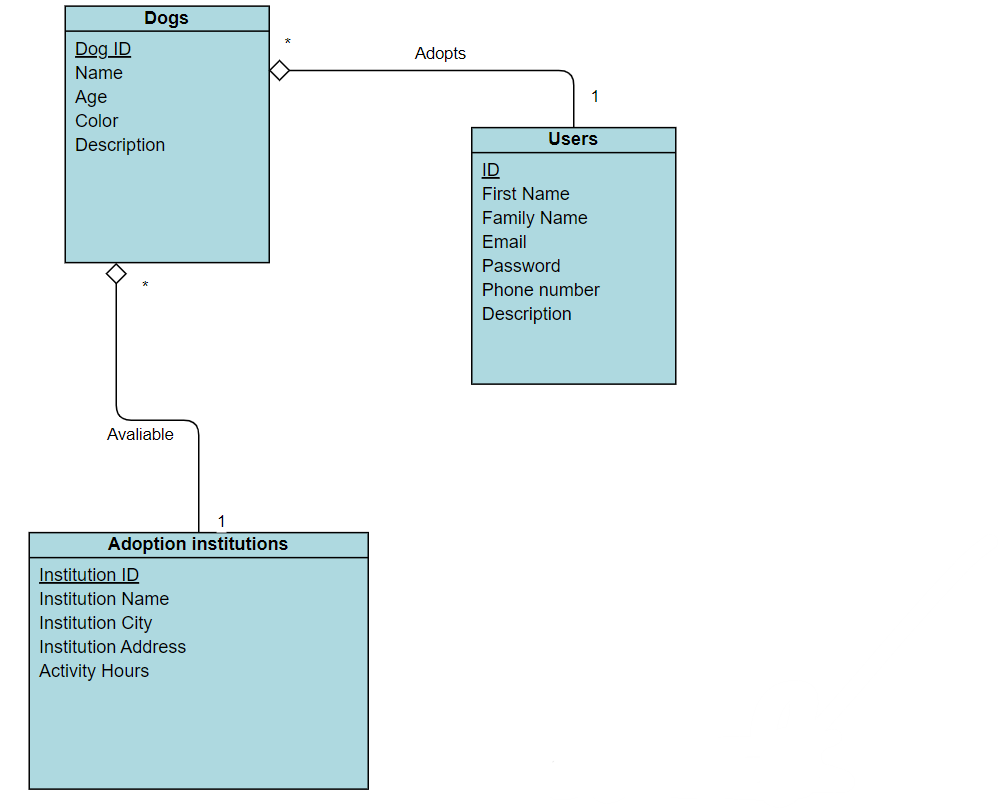 Dogs
Dog ID
Name
Age
Color
Description
*
Adopts
1
Users
ID
First Name
Family Name
Email
Password
Phone number
Description
*
Avaliable
1
Adoption institutions
Institution ID
Institution Name
Institution City
Institution Address
Activity Hours